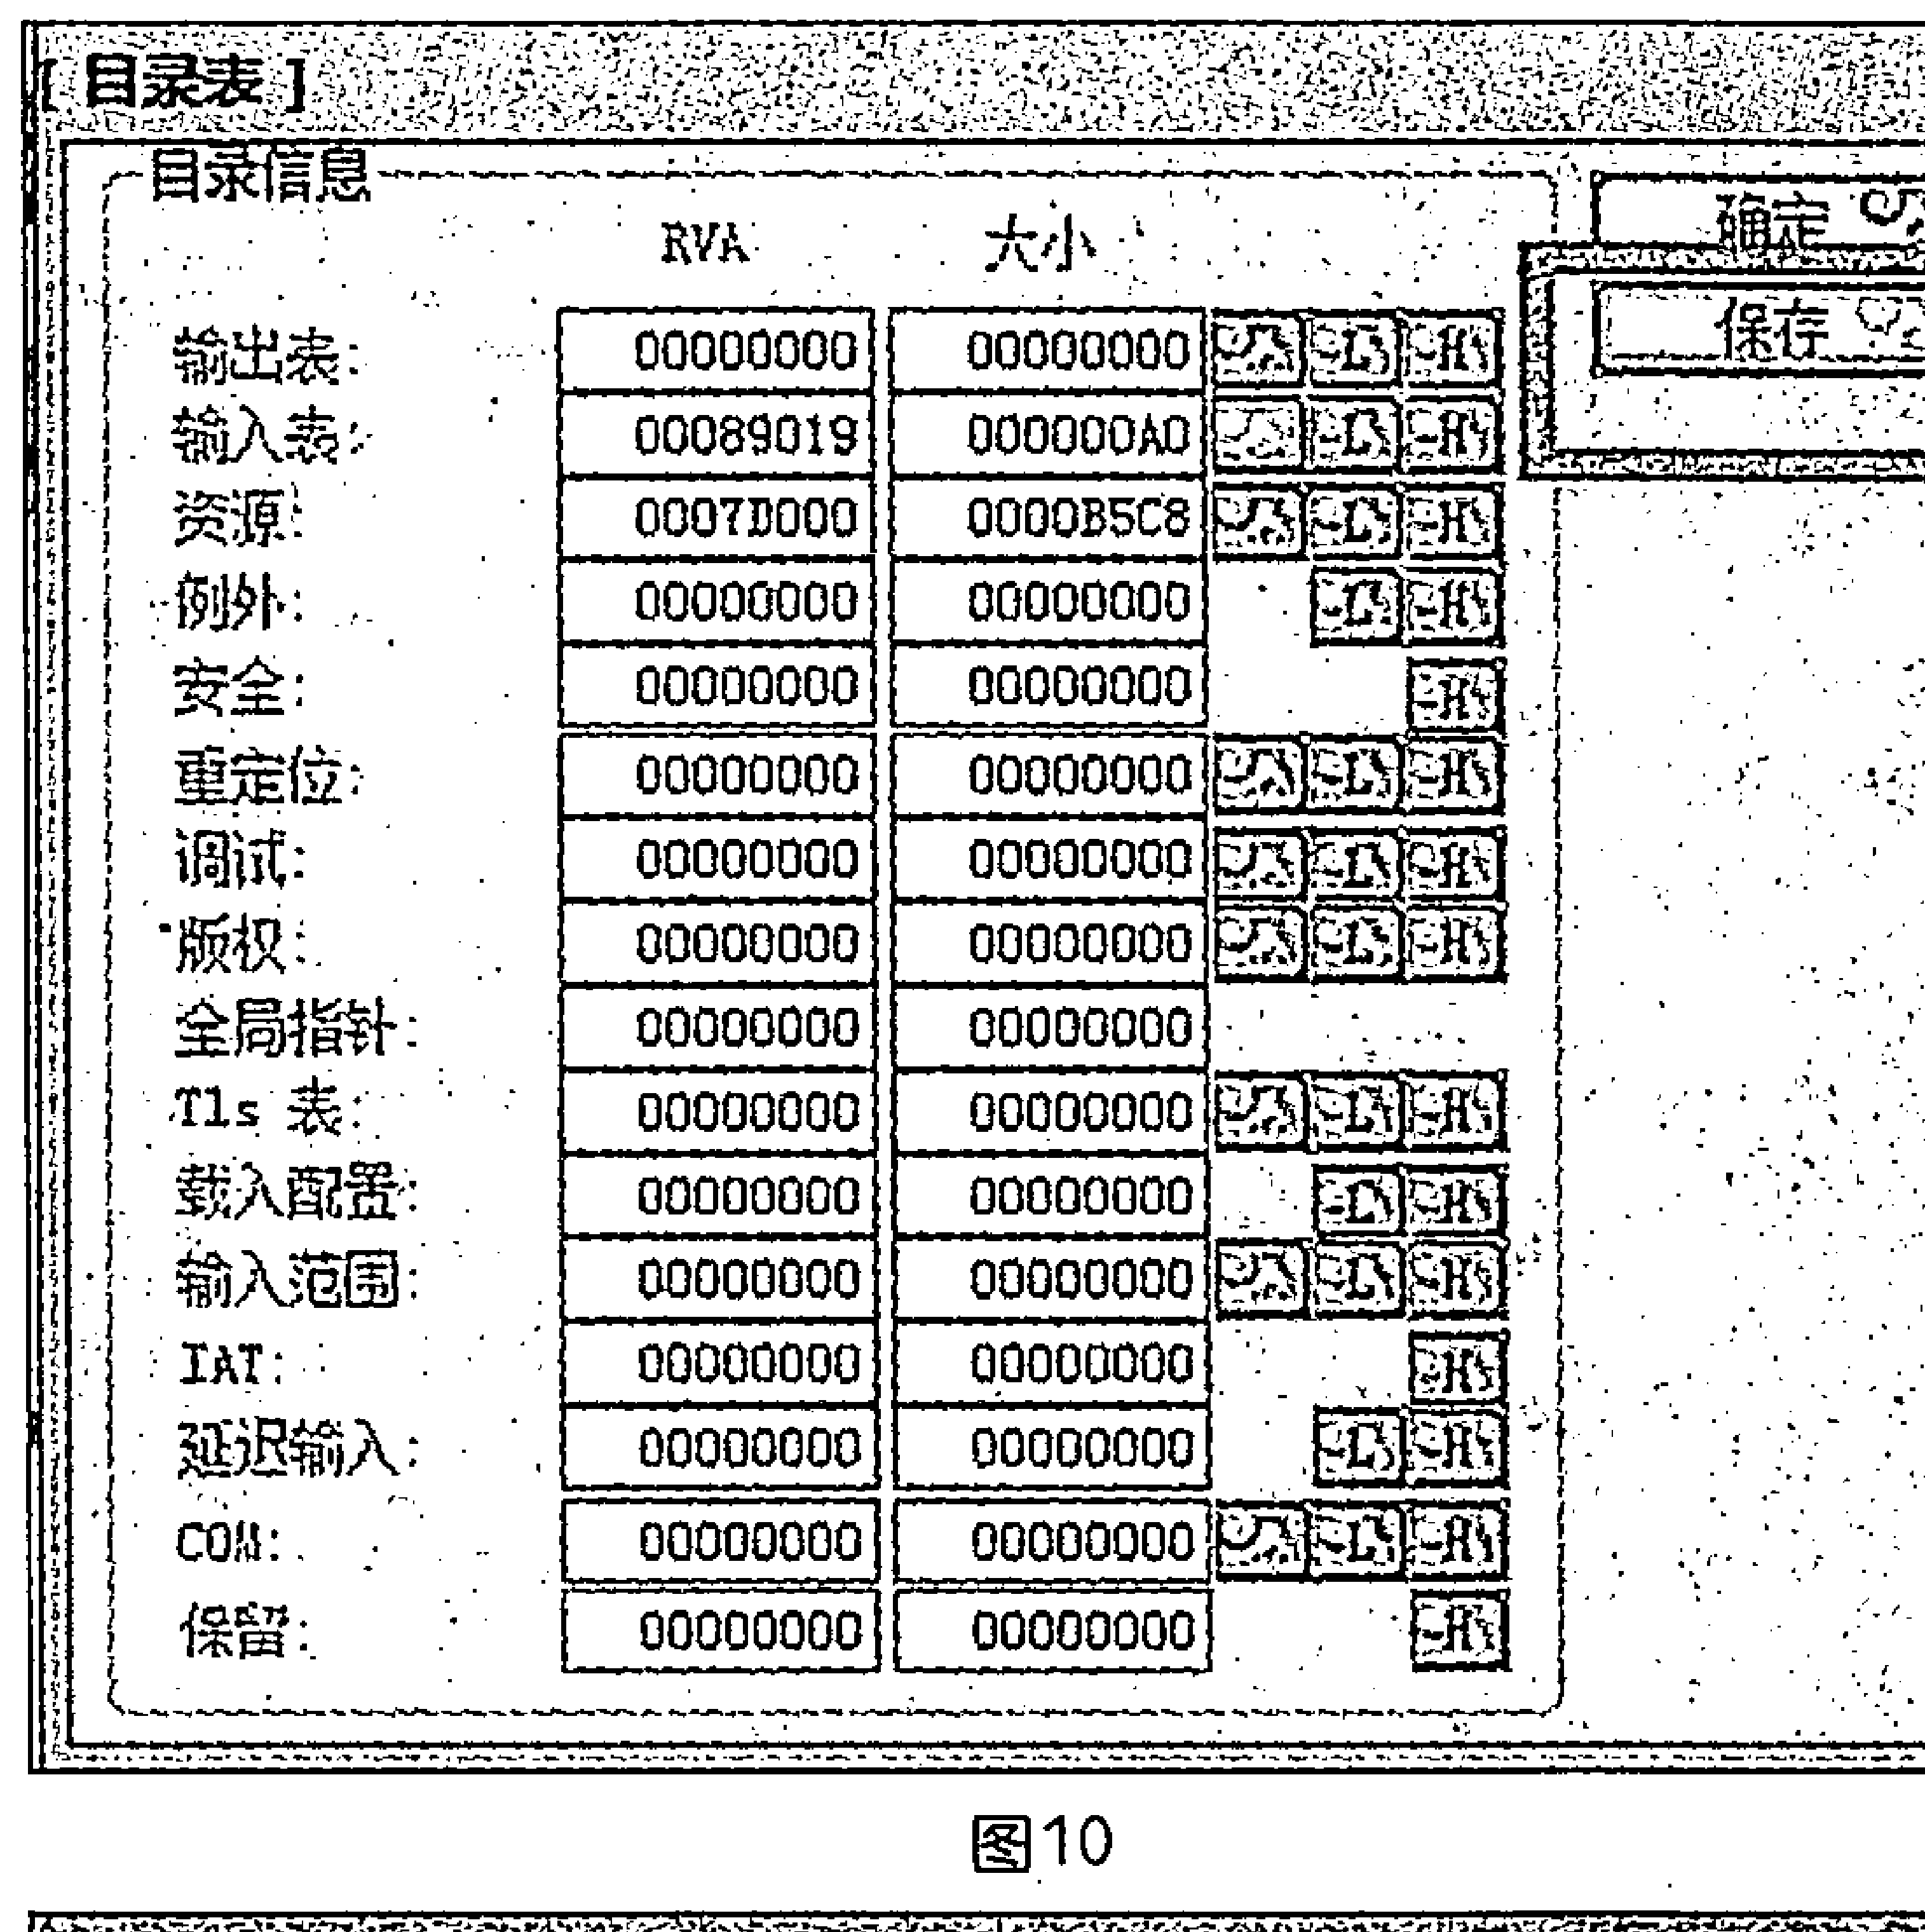 [ 目录表 ]
目录信息
RVA 大小
确定
保存
输出表: 00000000 00000000 L H
输入表: 00089019 000000A0 L H
资源: 0007D000 0000B5C8 L H
例外: 00000000 00000000 L H
安全: 00000000 00000000 H
重定位: 00000000 00000000 L H
调试: 00000000 00000000 L H
版权: 00000000 00000000 L H
全局指针: 00000000 00000000
Tls 表: 00000000 00000000 L H
载入配置: 00000000 00000000 L H
输入范围: 00000000 00000000 L H
IAT: 00000000 00000000 H
延迟输入: 00000000 00000000 L H
COM: 00000000 00000000 L H
保留: 00000000 00000000 H
图10